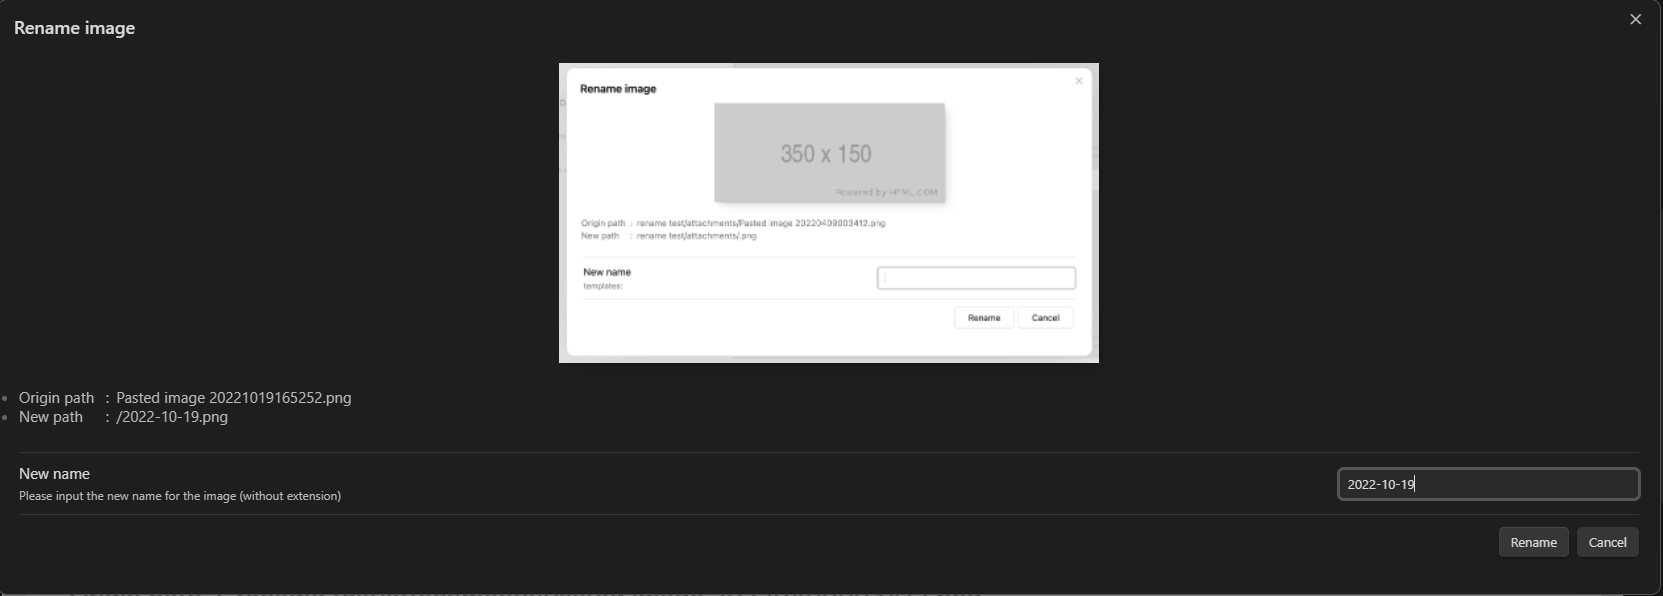 Rename image
Rename image
350 x 150
Powered by HTML.COM
Origin path : rename test/attachments/Pasted image 20220409003412.png
New path : rename test/attachments/.png
New name
templates:
Rename Cancel
Origin path : Pasted image 20221019165252.png
New path : /2022-10-19.png
New name
Please input the new name for the image (without extension)
2022-10-19
Rename Cancel